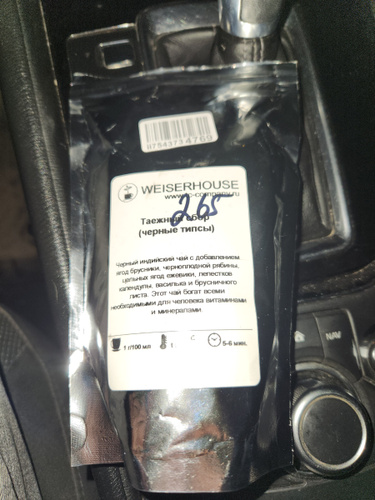 WEISERHOUSE
265
Таежный сбор
(черные типсы)
Черный индийский чай с добавлением
ягод брусники, черноплодной рябины,
цельных ягод ежевики, лепестков
календулы, василька и брусничного
листа. Этот чай богат всеми
необходимыми для человека витаминами
и минералами.
1 г/100 мл
C
5-6 мин.
NAV